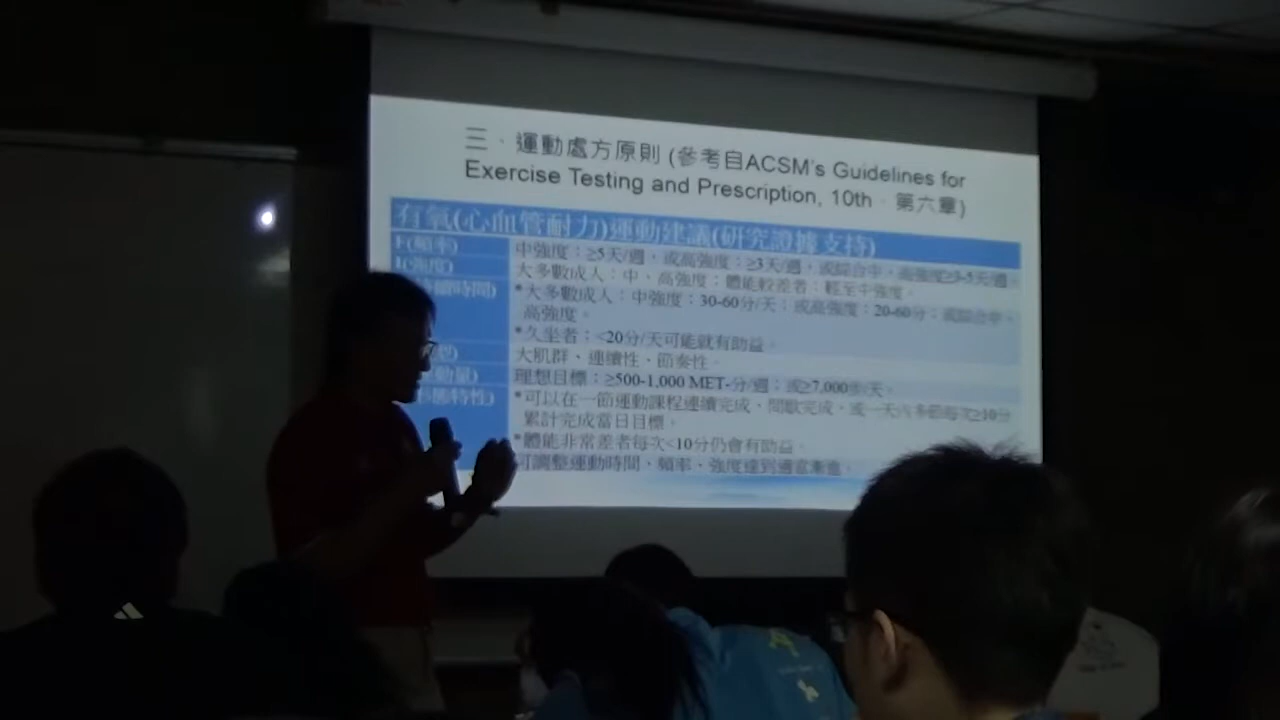 三、運動處方原則 (參考自ACSM's Guidelines for
Exercise Testing and Prescription, 10th、第六章)
有氧(心血管耐力)運動建議(研究證據支持)
F(頻率)
中強度：≥5天/週，或高強度：≥3天/週，或綜合中、高強度≥3-5天/週。
I(強度)
大多數成人：中、高強度；體能較差者：輕至中強度。
時間)
*大多數成人：中強度：30-60分/天；或高強度：20-60分；或綜合中、
高強度。
*久坐者：<20分/天可能就有助益。
大肌群、連續性、節奏性。
動量)
理想目標：≥500-1,000 MET-分/週；或≥7,000步/天。
特性)
*可以在一節運動課程連續完成、間歇完成，或一天內多節每次≥10分
累計完成當日目標。
*體能非常差者每次<10分仍會有助益。
可調整運動時間、頻率、強度達到適當漸進。